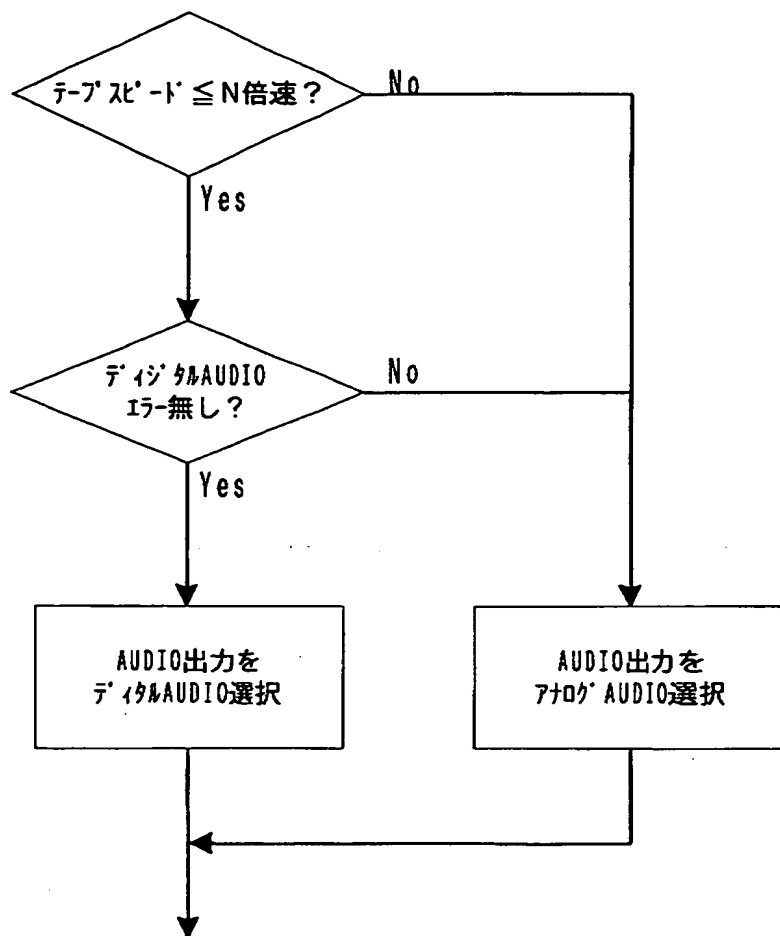 ﾃｰﾌﾟｽﾋﾟｰﾄﾞ≦N倍速？
No
Yes
ﾃﾞｨｼﾞﾀﾙAUDIO
ｴﾗｰ無し？
No
Yes
AUDIO出力を
ﾃﾞｨﾀﾙAUDIO選択
AUDIO出力を
ｱﾅﾛｸﾞAUDIO選択